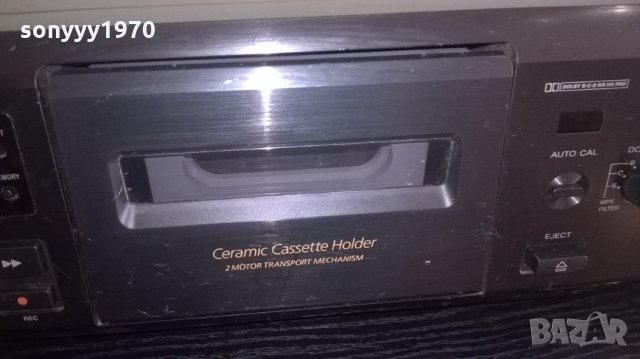 sonyyy1970
DOLBY B-C-S NR HX PRO
AUTO CAL
MEMORY
MPX
FILTER
B
C
S
Ceramic Cassette Holder
2 MOTOR TRANSPORT MECHANISM
EJECT
REC
BAZAR